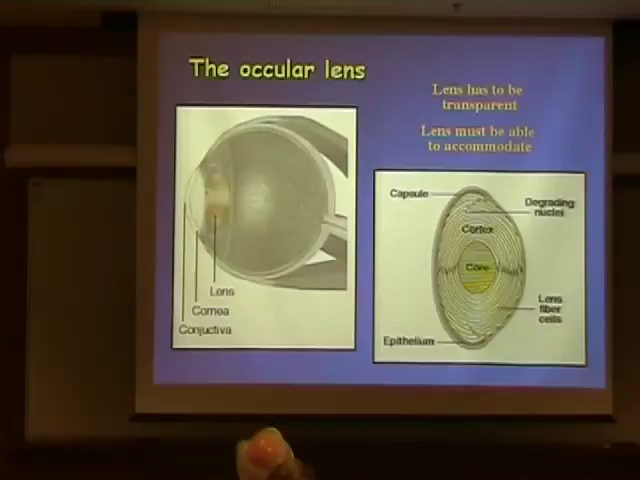 The occular lens
Lens has to be
transparent
Lens must be able
to accommodate
Lens
Cornea
Conjuctiva
Capsule
Degrading
nuclei
Cortex
Core
Lens
fiber
cells
Epithelium